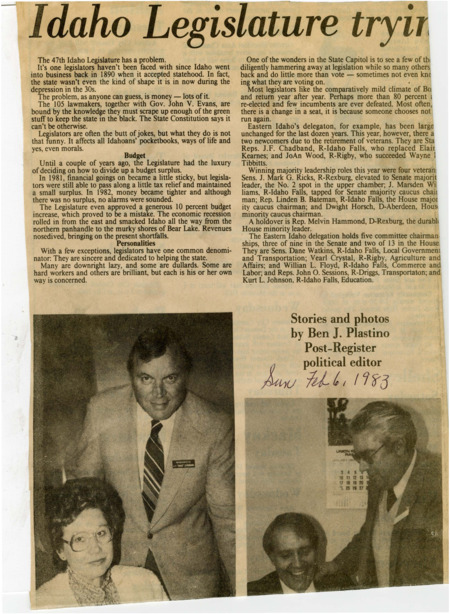 Idaho Legislature tryin
The 47th Idaho Legislature has a problem.
It's one legislators haven't been faced with since Idaho went
into business back in 1890 when it accepted statehood. In fact,
the state wasn't even the kind of shape it is in now during the
depression in the 30s.
The problem, as anyone can guess, is money — lots of it.
The 105 lawmakers, together with Gov. John V. Evans, are
bound by the knowledge they must scrape up enough of the green
stuff to keep the state in the black. The State Constitution says it
can't be otherwise.
Legislators are often the butt of jokes, but what they do is not
that funny. It affects all Idahoans' pocketbooks, ways of life and
yes, even morals.
Budget
Until a couple of years ago, the Legislature had the luxury
of deciding on how to divide up a budget surplus.
In 1981, financial goings on became a little sticky, but legisla-
tors were still able to pass along a little tax relief and maintained
a small surplus. In 1982, money became tighter and although
there was no surplus, no alarms were sounded.
The Legislature even approved a generous 10 percent budget
increase, which proved to be a mistake. The economic recession
rolled in from the east and smacked Idaho all the way from the
northern panhandle to the murky shores of Bear Lake. Revenues
nosedived, bringing on the present shortfall.
Personalities
With a few exceptions, legislators have one common denomi-
nator: They are sincere and dedicated to helping the state.
Many are downright lazy, and some are dullards. Some are
hard workers and others are brilliant, but each is his or her own
way is concerned.
One of the wonders in the State Capitol is to see a few of th
diligently hammering away at legislation while so many others
back and do little more than vote — sometimes not even kno
ing what they are voting on.
Most legislators like the comparatively mild climate of Bo
and return year after year. Perhaps more than 80 percent
re-elected and few incumbents are ever defeated. Most often,
there is a change in a seat, it is because someone chooses not
run again.
Eastern Idaho's delegation, for example, has been large
unchanged for the last dozen years. This year, however, there a
two newcomers due to the retirement of veterans. They are Sta
Reps. J.F. Chadband, R-Idaho Falls, who replaced Elain
Kearnes; and JoAn Wood, R-Rigby, who succeeded Wayne
Tibbitts.
Winning majority leadership roles this year were four veteran
Sens. J. Mark G. Ricks, R-Rexburg, elevated to Senate majorit
leader, the No. 2 spot in the upper chamber; J. Marsden Wi
liams, R-Idaho Falls, tapped for Senate majority caucus chai
man; Rep. Linden B. Bateman, R-Idaho Falls, the House major
ity caucus chairman; and Dwight Horsch, D-Aberdeen, Hous
minority caucus chairman.
A holdover is Rep. Melvin Hammond, D-Rexburg, the durabl
House minority leader.
The Eastern Idaho delegation holds five committee chairman
ships, three of nine in the Senate and two of 13 in the House
They are Sens. Dane Watkins, R-Idaho Falls, Local Government
and Transportation; Vearl Crystal, R-Rigby, Agriculture and
Affairs; and Willian L. Floyd, R-Idaho Falls, Commerce and
Labor; and Reps. John O. Sessions, R-Driggs, Transportaton; and
Kurt L. Johnson, R-Idaho Falls, Education.
Stories and photos
by Ben J. Plastino
Post-Register
political editor
Sun Feb 6, 1983